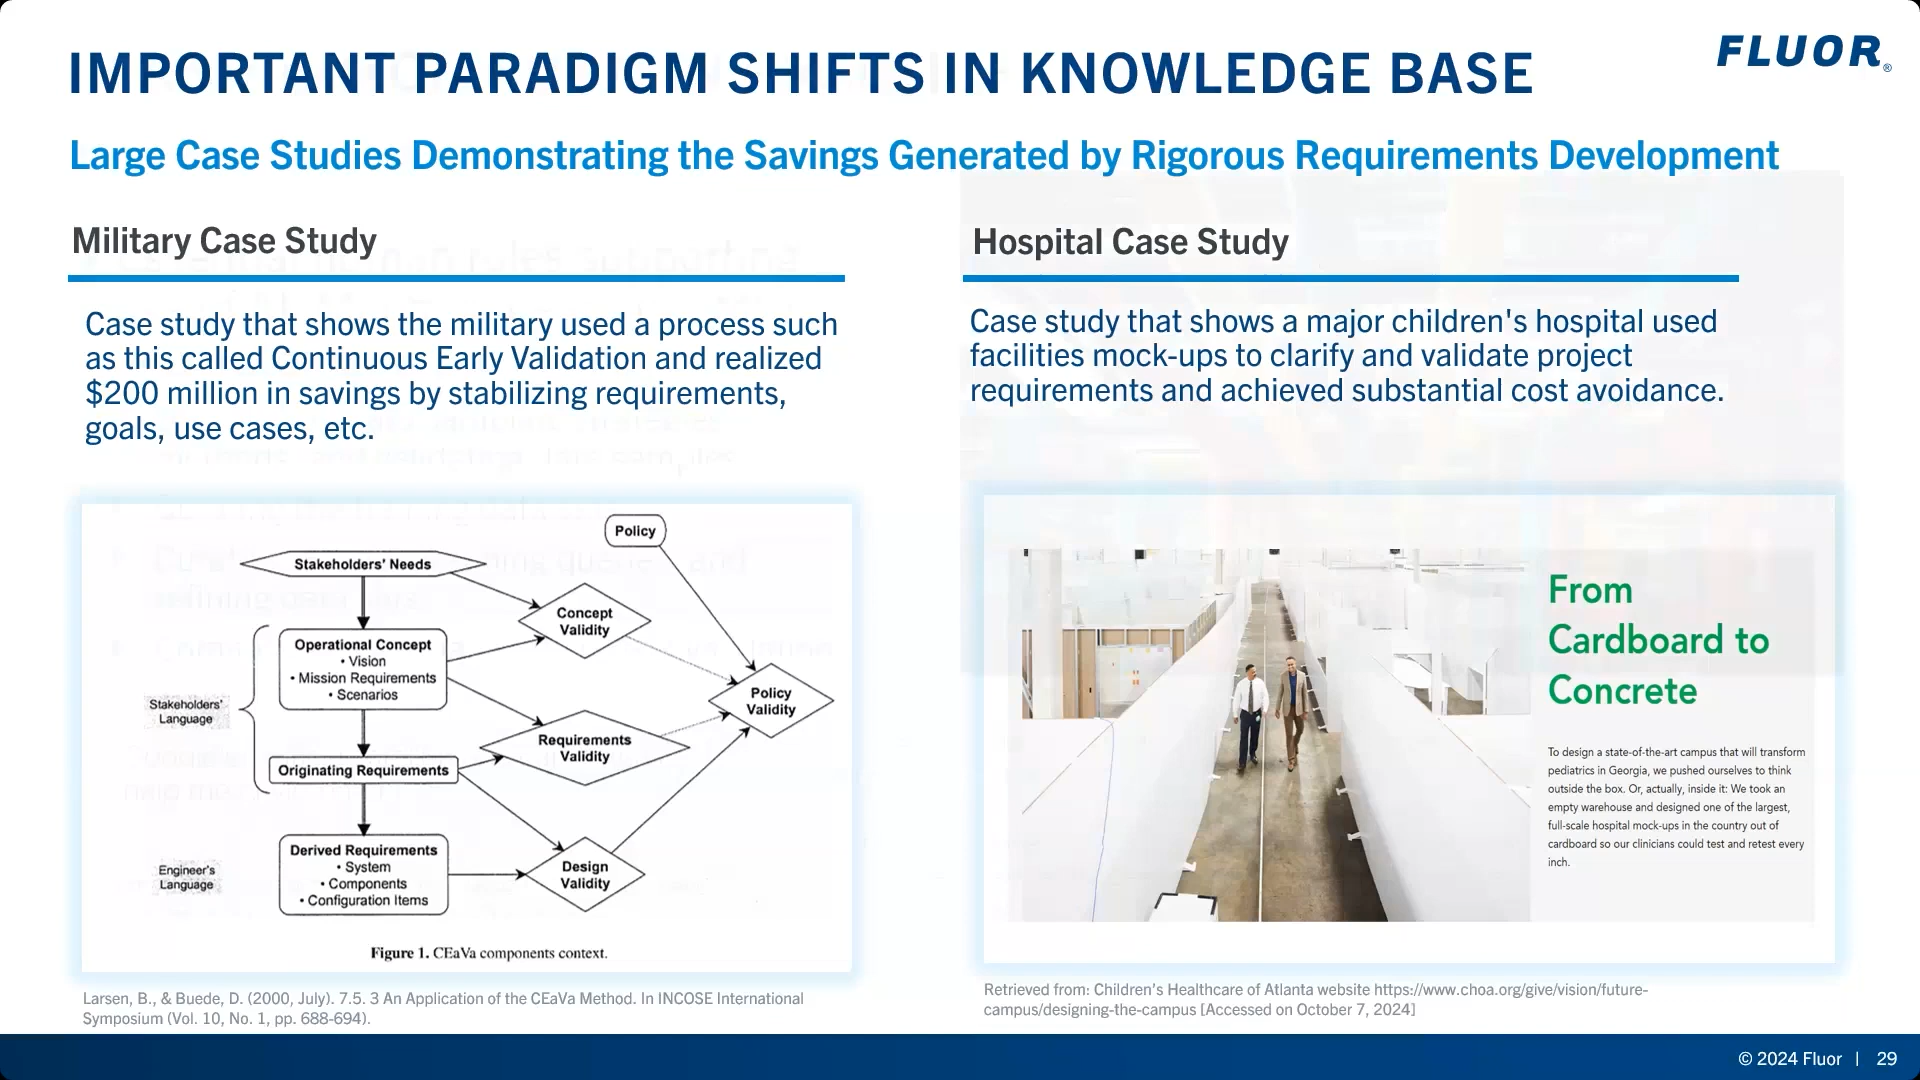 IMPORTANT PARADIGM SHIFTS IN KNOWLEDGE BASE
FLUOR®
Large Case Studies Demonstrating the Savings Generated by Rigorous Requirements Development
Military Case Study
Case study that shows the military used a process such
as this called Continuous Early Validation and realized
$200 million in savings by stabilizing requirements,
goals, use cases, etc.
Policy
Stakeholders' Needs
Concept
Validity
Operational Concept
• Vision
• Mission Requirements
• Scenarios
Stakeholders'
Language
Policy
Validity
Requirements
Validity
Originating Requirements
Derived Requirements
• System
• Components
• Configuration Items
Engineer's
Language
Design
Validity
Figure 1. CEaVa components context.
Larsen, B., & Buede, D. (2000, July). 7.5. 3 An Application of the CEaVa Method. In INCOSE International
Symposium (Vol. 10, No. 1, pp. 688-694).
Hospital Case Study
Case study that shows a major children's hospital used
facilities mock-ups to clarify and validate project
requirements and achieved substantial cost avoidance.
From
Cardboard to
Concrete
To design a state-of-the-art campus that will transform
pediatrics in Georgia, we pushed ourselves to think
outside the box. Or, actually, inside it: We took an
empty warehouse and designed one of the largest,
full-scale hospital mock-ups in the country out of
cardboard so our clinicians could test and retest every
inch.
Retrieved from: Children's Healthcare of Atlanta website https://www.choa.org/give/vision/future-
campus/designing-the-campus [Accessed on October 7, 2024]
© 2024 Fluor | 29